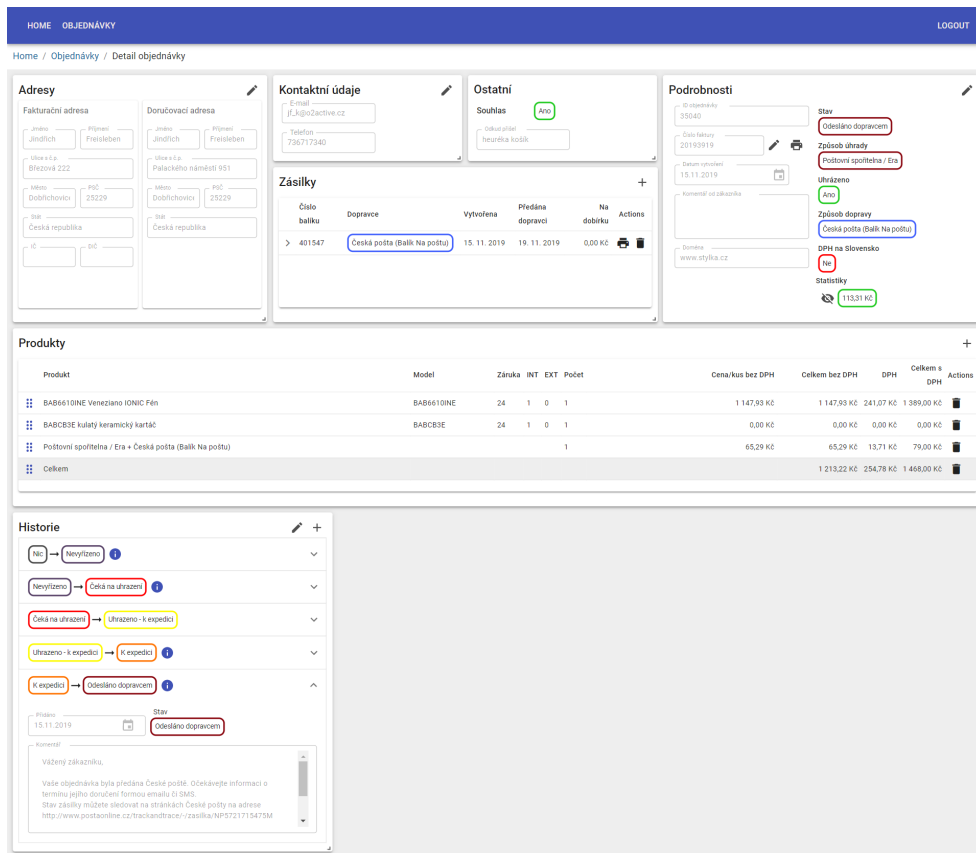 HOME OBJEDNÁVKY LOGOUT
Home / Objednávky / Detail objednávky
Adresy
Fakturační adresa
Jméno Příjmení
Jindřich Freisleben
Ulice a č.p.
Březová 222
Město PSČ
Dobřichovici 25229
Stát
Česká republika
IČ DIČ
Doručovací adresa
Jméno Příjmení
Jindřich Freisleben
Ulice a č.p.
Palackého náměstí 951
Město PSČ
Dobřichovici 25229
Stát
Česká republika
Kontaktní údaje
E-mail
jf_k@o2active.cz
Telefon
736717340
Ostatní
Souhlas Ano
Odkud přišel
heuréka košík
Zásilky
Číslo balíku Dopravce Vytvořena Předána dopravci Na dobírku Actions
401547 Česká pošta (Balík Na poštu) 15. 11. 2019 19. 11. 2019 0,00 Kč
Podrobnosti
ID objednávky
35040
Číslo faktury
20192919
Datum vytvoření
15.11.2019
Komentář od zákazníka
Doména
www.stylka.cz
Stav
Odesláno dopravcem
Způsob úhrady
Poštovní spořitelna / Era
Uhrázeno
Ano
Způsob dopravy
Česká pošta (Balík Na poštu)
DPH na Slovensko
Ne
Statistiky
113,31 Kč
Produkty
Produkt Model Záruka INT EXT Počet Cena/kus bez DPH Celkem bez DPH DPH Celkem s DPH Actions
BAB6610INE Veneziano IONIC Fén BAB6610INE 24 1 0 1 1 147,93 Kč 1 147,93 Kč 241,07 Kč 1 389,00 Kč
BABCB3E kulatý keramický kartáč BABCB3E 24 1 0 1 0,00 Kč 0,00 Kč 0,00 Kč 0,00 Kč
Poštovní spořitelna / Era + Česká pošta (Balík Na poštu) 1 65,29 Kč 65,29 Kč 13,71 Kč 79,00 Kč
Celkem 1 213,22 Kč 254,78 Kč 1 468,00 Kč
Historie
Nic → Nevyřízeno
Nevyřízeno → Čeká na uhrazení
Čeká na uhrazení → Uhrazeno - k expedici
Uhrazeno - k expedici → K expedici
K expedici → Odesláno dopravcem
Přidáno
15.11.2019
Stav
Odesláno dopravcem
Komentář
Vážený zákazníku,
Vaše objednávka byla předána České poště. Očekávejte informaci o
termínu jejího doručení formou emailu či SMS.
Stav zásilky můžete sledovat na stránkách České pošty na adrese
http://www.postaonline.cz/trackandtrace/-/zasilka/NP5721715475M